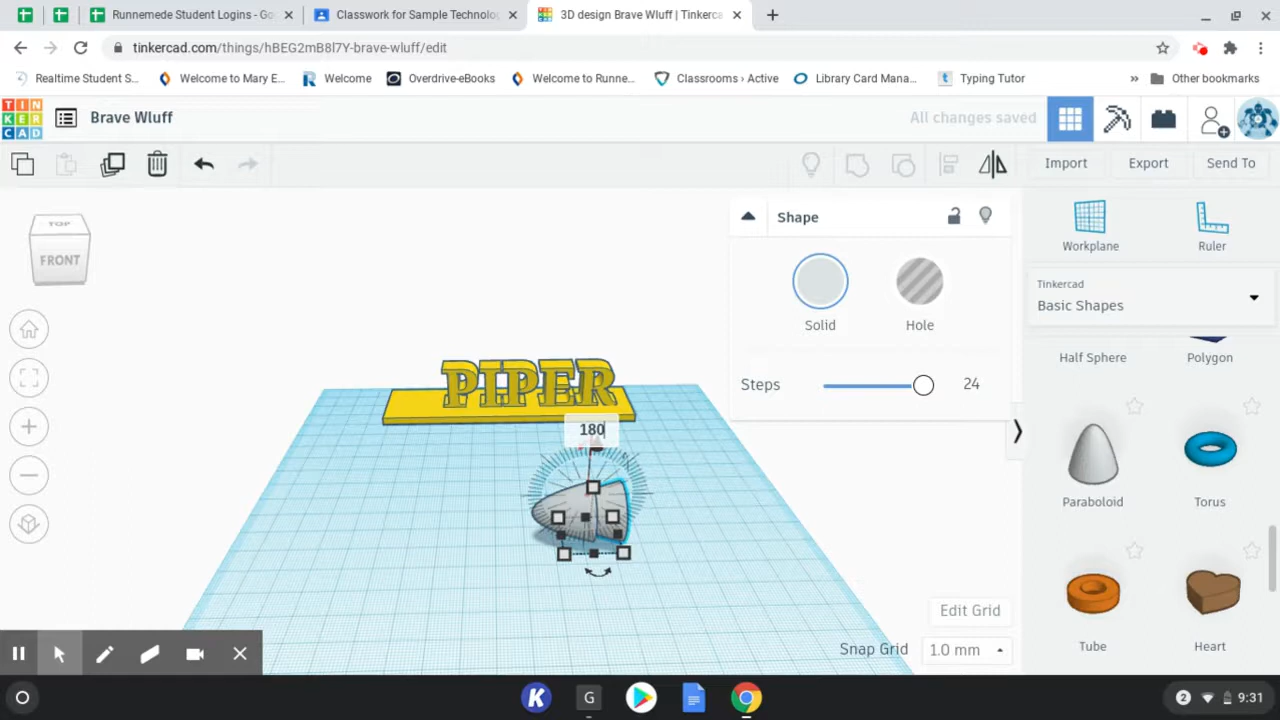 Runnemede Student Logins - Go
Classwork for Sample Technolo
3D design Brave Wluff | Tinkerca
tinkercad.com/things/hBEG2mB8l7Y-brave-wluff/edit
Realtime Student S...
Welcome to Mary E...
Welcome
Overdrive-eBooks
Welcome to Runne...
Classrooms › Active
Library Card Mana...
Typing Tutor
»
Other bookmarks
TIN
KER
CAD
Brave Wluff
All changes saved
Import
Export
Send To
TOP
FRONT
Shape
Solid
Hole
Steps
24
Workplane
Ruler
Tinkercad
Basic Shapes
Half Sphere
Polygon
Paraboloid
Torus
Tube
Heart
PIPER
180
Edit Grid
Snap Grid
1.0 mm
K
G
2
9:31